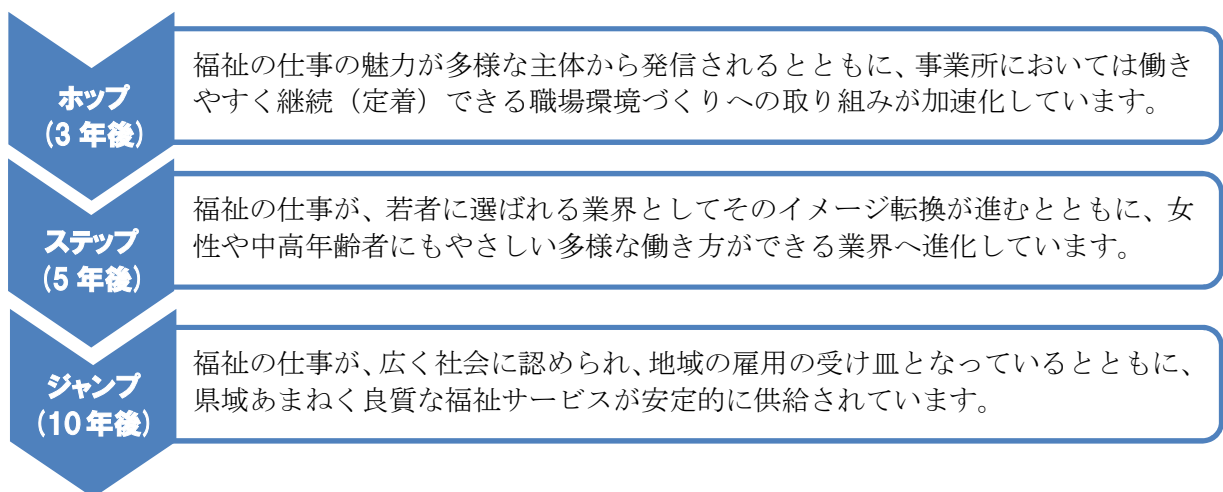 ホップ
(3 年後)
福祉の仕事の魅力が多様な主体から発信されるとともに、事業所においては働き
やすく継続（定着）できる職場環境づくりへの取り組みが加速化しています。
ステップ
(5 年後)
福祉の仕事が、若者に選ばれる業界としてそのイメージ転換が進むとともに、女
性や中高年齢者にもやさしい多様な働き方ができる業界へ進化しています。
ジャンプ
(10 年後)
福祉の仕事が、広く社会に認められ、地域の雇用の受け皿となっているとともに、
県域あまねく良質な福祉サービスが安定的に供給されています。